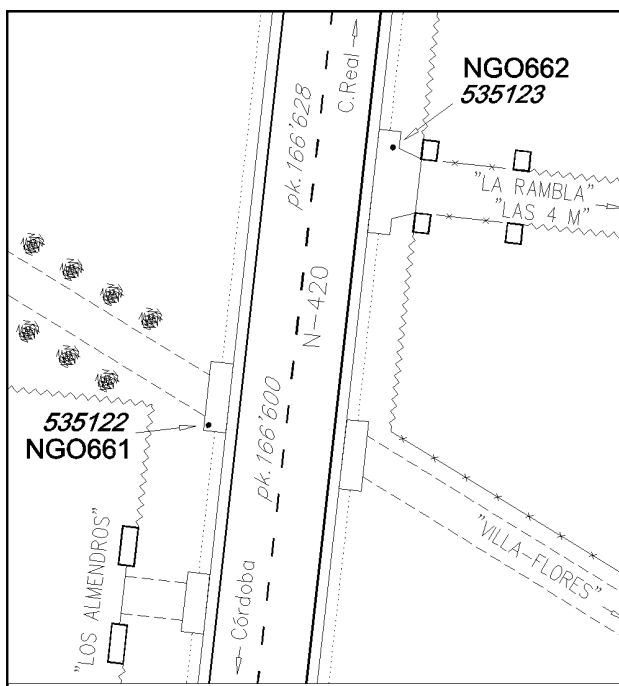 C.Real
NGO662
535123
pk.166'628
"LA RAMBLA"
"LAS 4 M"
N-420
535122
NGO661
pk.166'600
"VILLA-FLORES"
"LOS ALMENDROS"
Córdoba